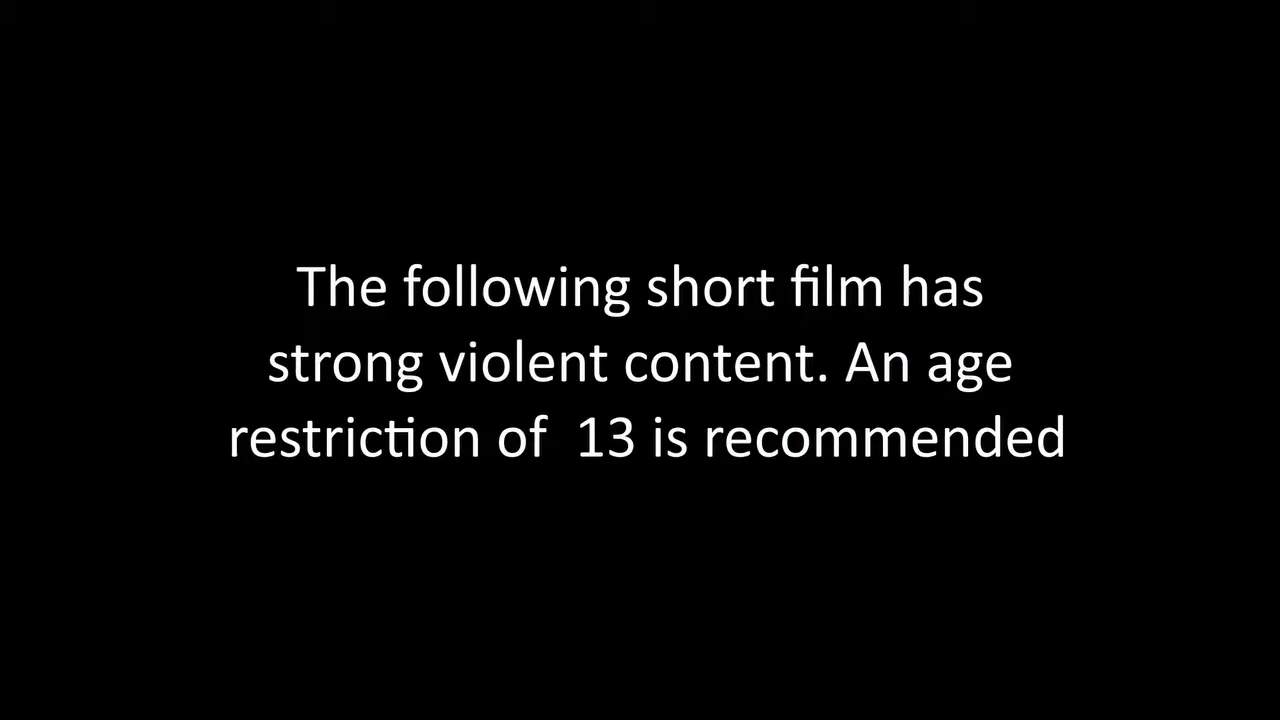 The following short film has
strong violent content. An age
restriction of  13 is recommended